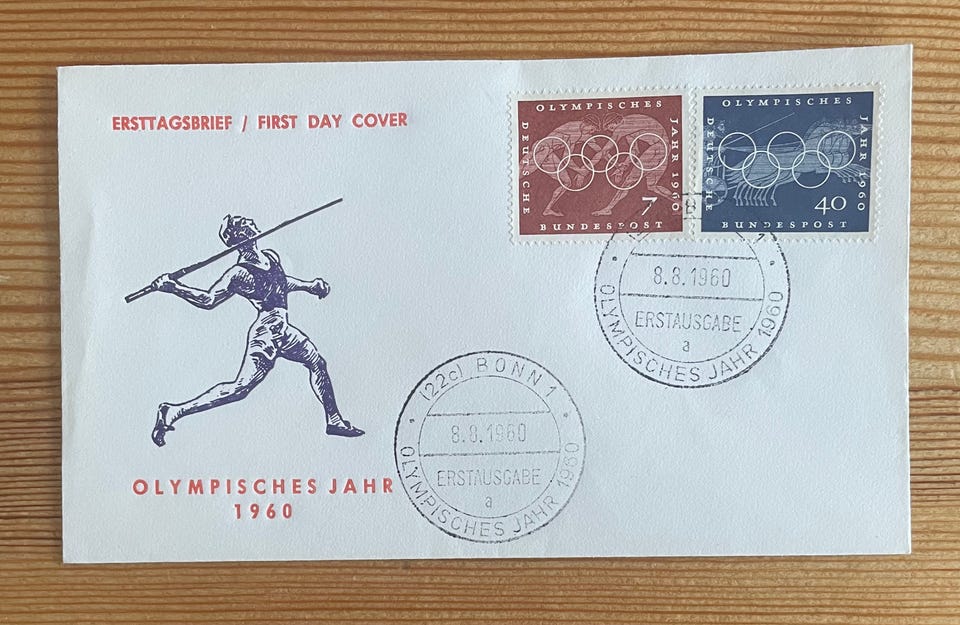 ERSTTAGSBRIEF / FIRST DAY COVER
OLYMPISCHES
DEUTSCHE
JAHR 1960
7
BUNDESPOST
OLYMPISCHES
DEUTSCHE
JAHR 1960
40
BUNDESPOST
8.8.1960
ERSTAUSGABE
a
OLYMPISCHES JAHR 1960
(22c) BONN 1
8.8.1960
ERSTAUSGABE
a
OLYMPISCHES JAHR 1960
OLYMPISCHES JAHR
1960